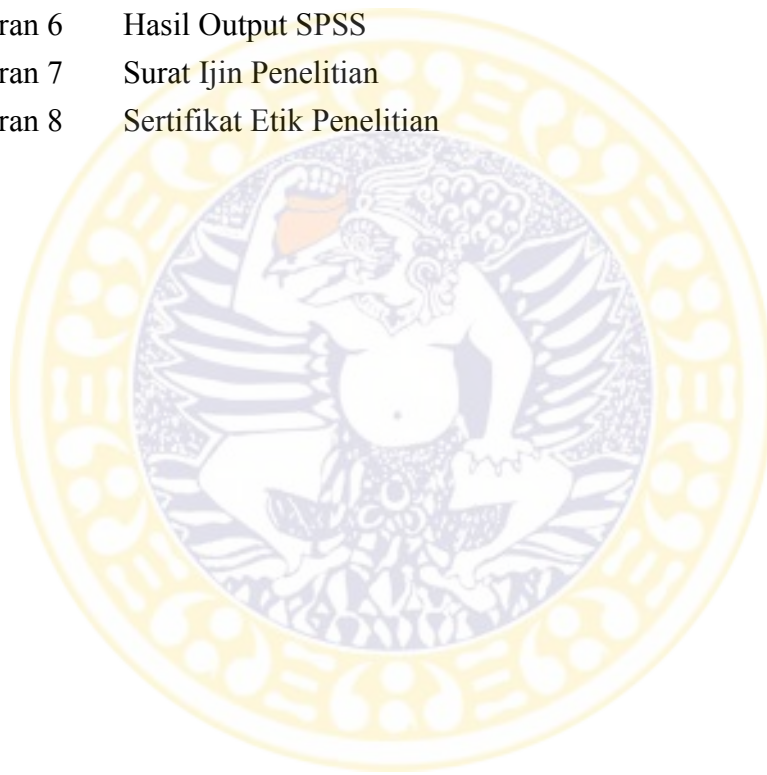 ran 6 Hasil Output SPSS
ran 7 Surat Ijin Penelitian
ran 8 Sertifikat Etik Penelitian